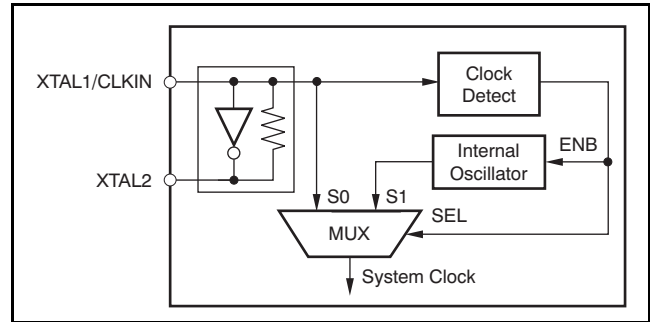 XTAL1/CLKIN
Clock
Detect
Internal
Oscillator
ENB
XTAL2
S0
S1
SEL
MUX
System Clock